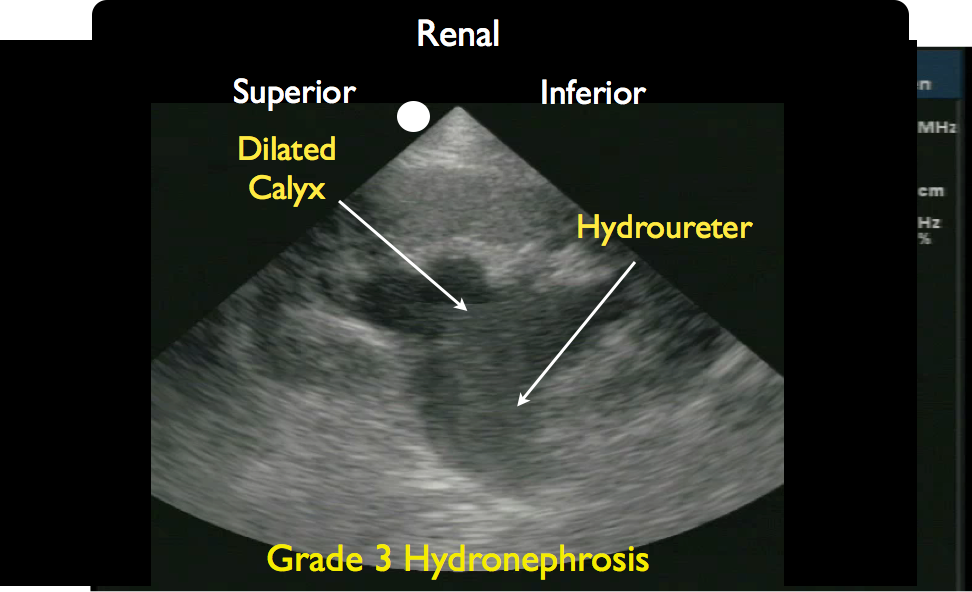 Renal
Superior
Inferior
Dilated
Calyx
Hydroureter
Grade 3 Hydronephrosis
n
MHz
cm
Hz
%